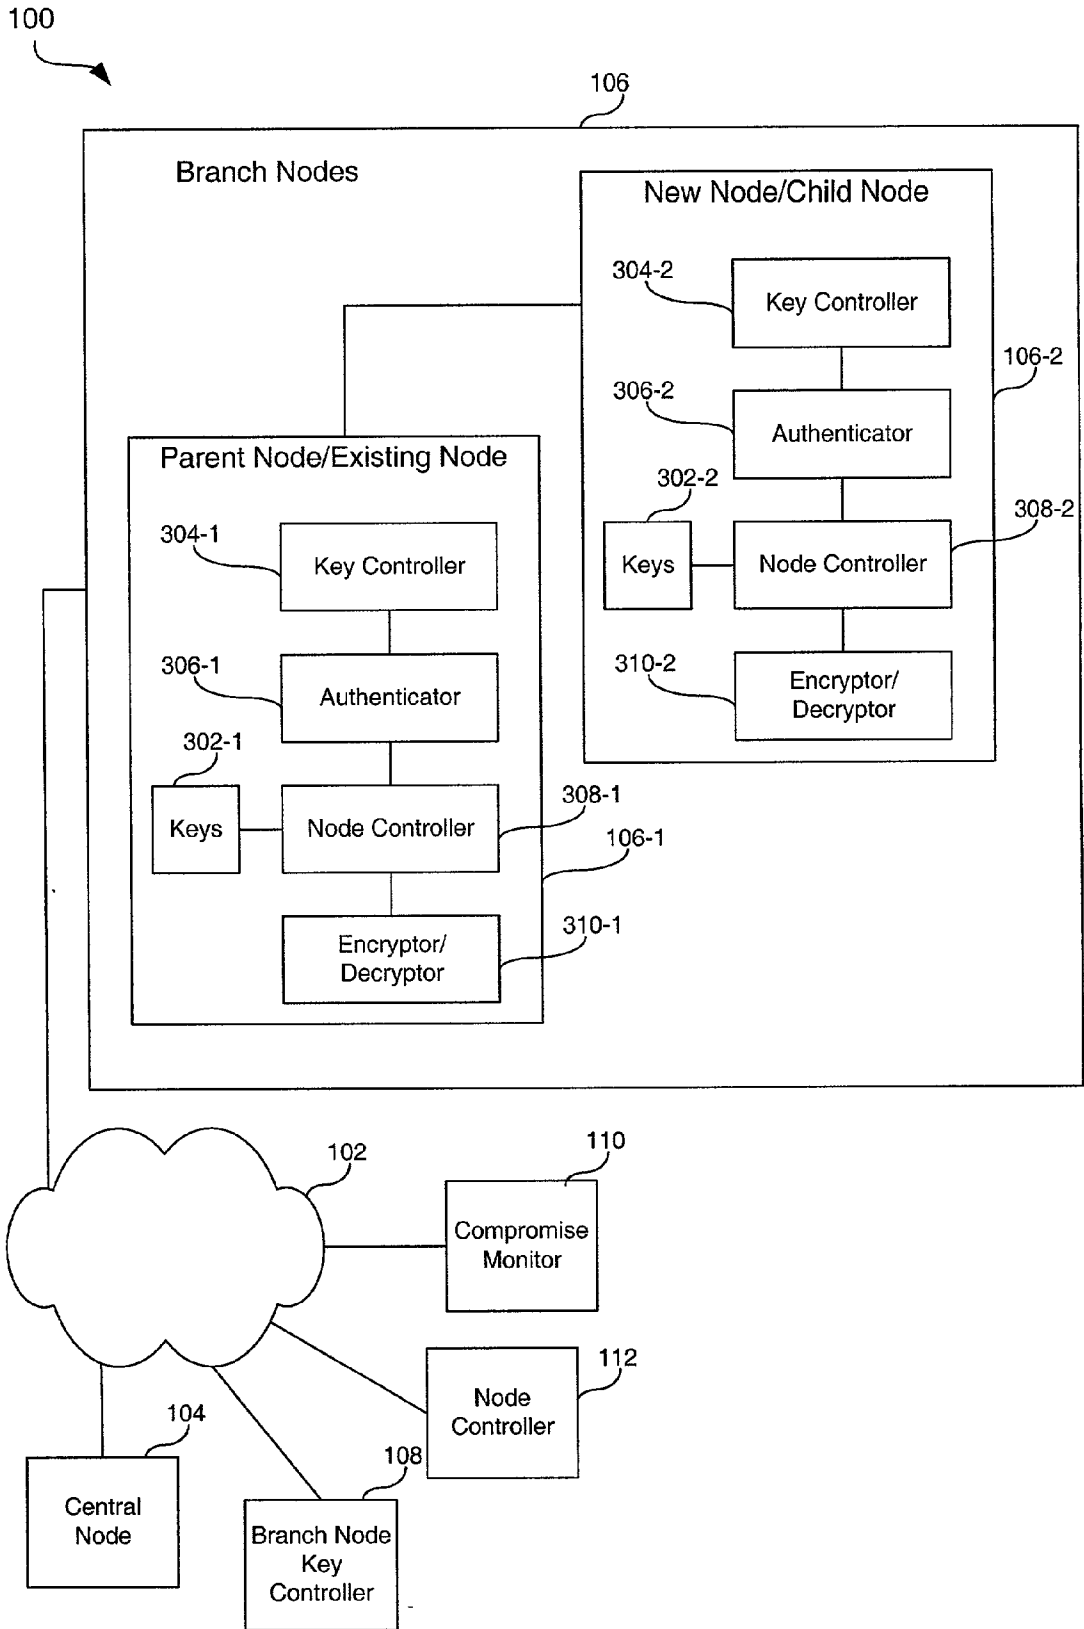 100
106
Branch Nodes
New Node/Child Node
304-2
Key Controller
106-2
306-2
Authenticator
302-2
308-2
Keys
Node Controller
310-2
Encryptor/
Decryptor
Parent Node/Existing Node
304-1
Key Controller
306-1
Authenticator
302-1
308-1
Keys
Node Controller
106-1
310-1
Encryptor/
Decryptor
102
110
Compromise
Monitor
112
Node
Controller
104
Central
Node
108
Branch Node
Key
Controller